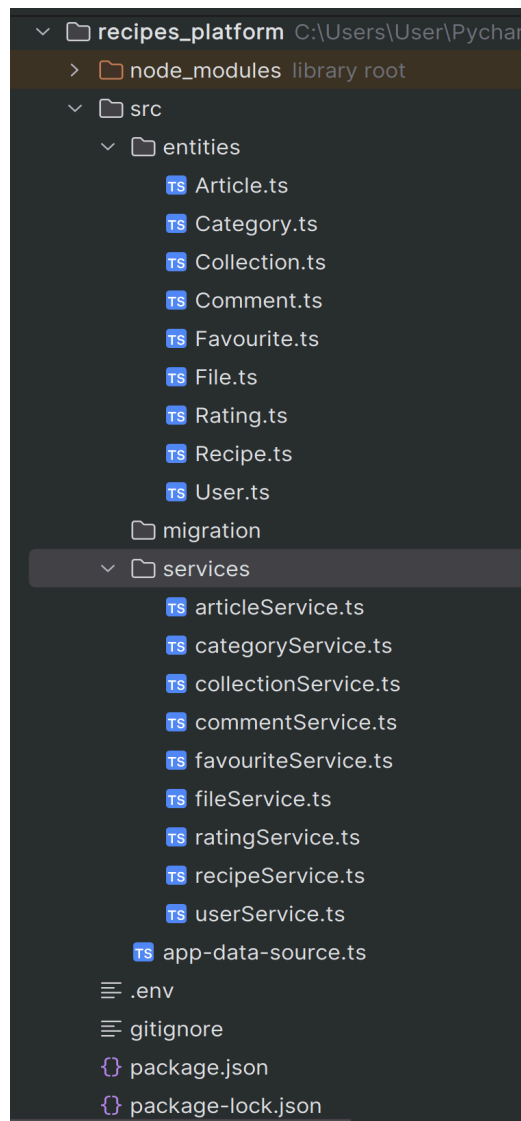 recipes_platform C:\Users\User\Pychar
node_modules library root
src
entities
TS Article.ts
TS Category.ts
TS Collection.ts
TS Comment.ts
TS Favourite.ts
TS File.ts
TS Rating.ts
TS Recipe.ts
TS User.ts
migration
services
TS articleService.ts
TS categoryService.ts
TS collectionService.ts
TS commentService.ts
TS favouriteService.ts
TS fileService.ts
TS ratingService.ts
TS recipeService.ts
TS userService.ts
TS app-data-source.ts
.env
gitignore
{} package.json
{} package-lock.json